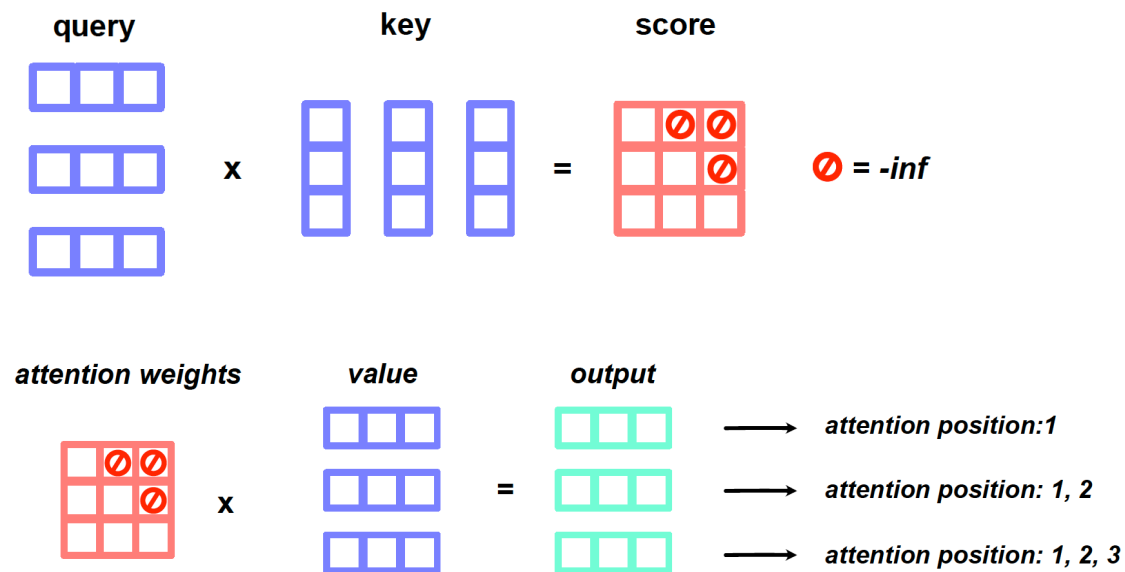 query
key
score
x
=
= -inf
attention weights
value
output
x
=
attention position:1
attention position: 1, 2
attention position: 1, 2, 3